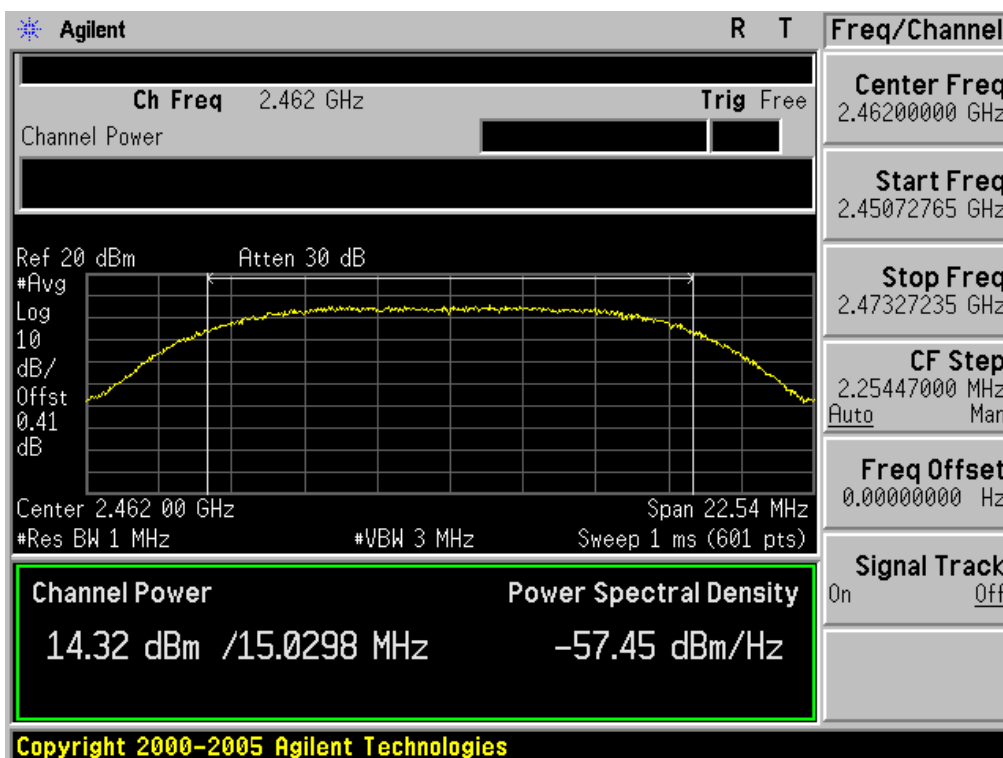 Agilent R T Freq/Channel
Ch Freq 2.462 GHz Trig Free
Channel Power
Center Freq
2.46200000 GHz
Start Freq
2.45072765 GHz
Stop Freq
2.47327235 GHz
CF Step
2.25447000 MHz
Auto Man
Freq Offset
0.00000000 Hz
Signal Track
On Off
Ref 20 dBm Atten 30 dB
#Avg
Log
10
dB/
Offst
0.41
dB
Center 2.462 00 GHz Span 22.54 MHz
#Res BW 1 MHz #VBW 3 MHz Sweep 1 ms (601 pts)
Channel Power Power Spectral Density
14.32 dBm /15.0298 MHz -57.45 dBm/Hz
Copyright 2000-2005 Agilent Technologies